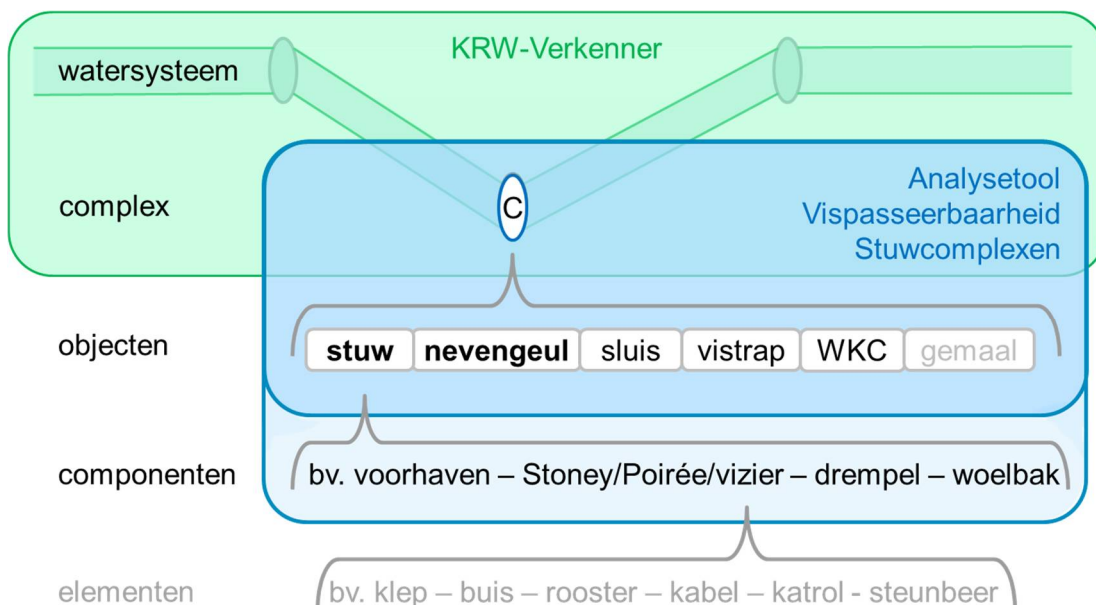 KRW-Verkenner
watersysteem
complex
C
Analysetool
Vispasseerbaarheid
Stuwcomplexen
objecten
stuw nevengeul sluis vistrap WKC gemaal
componenten
bv. voorhaven – Stoney/Poirée/vizier – drempel – woelbak
elementen
bv. klep – buis – rooster – kabel – katrol - steunbeer